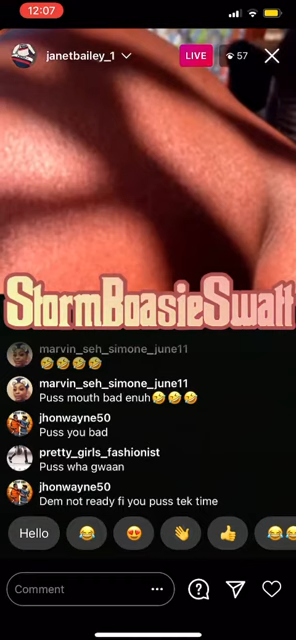 12:07
janetbailey_1
LIVE
57
StormBoasieSwatt
marvin_seh_simone_june11
🤣🤣🤣🤣
marvin_seh_simone_june11
Puss mouth bad enuh🤣🤣🤣
jhonwayne50
Puss you bad
pretty_girls_fashionist
Puss wha gwaan
jhonwayne50
Dem not ready fi you puss tek time
Hello 😂 😍 👋 👍 😂😂
Comment